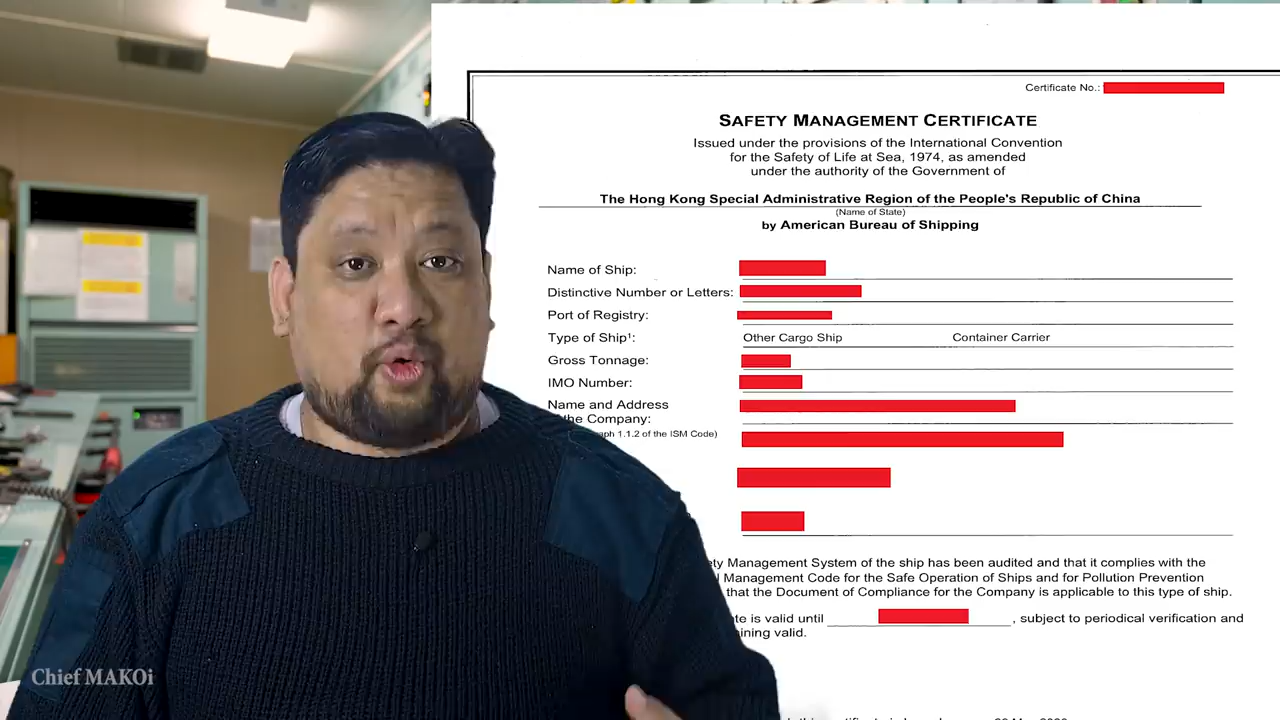 Certificate No.:
SAFETY MANAGEMENT CERTIFICATE
Issued under the provisions of the International Convention
for the Safety of Life at Sea, 1974, as amended
under the authority of the Government of
The Hong Kong Special Administrative Region of the People's Republic of China
(Name of State)
by American Bureau of Shipping
Name of Ship:
Distinctive Number or Letters:
Port of Registry:
Type of Ship¹: Other Cargo Ship Container Carrier
Gross Tonnage:
IMO Number:
Name and Address
the Company:
1.1.2 of the ISM Code)
Management System of the ship has been audited and that it complies with the
Management Code for the Safe Operation of Ships and for Pollution Prevention
that the Document of Compliance for the Company is applicable to this type of ship.
is valid until , subject to periodical verification and
valid.
Chief MAKOi